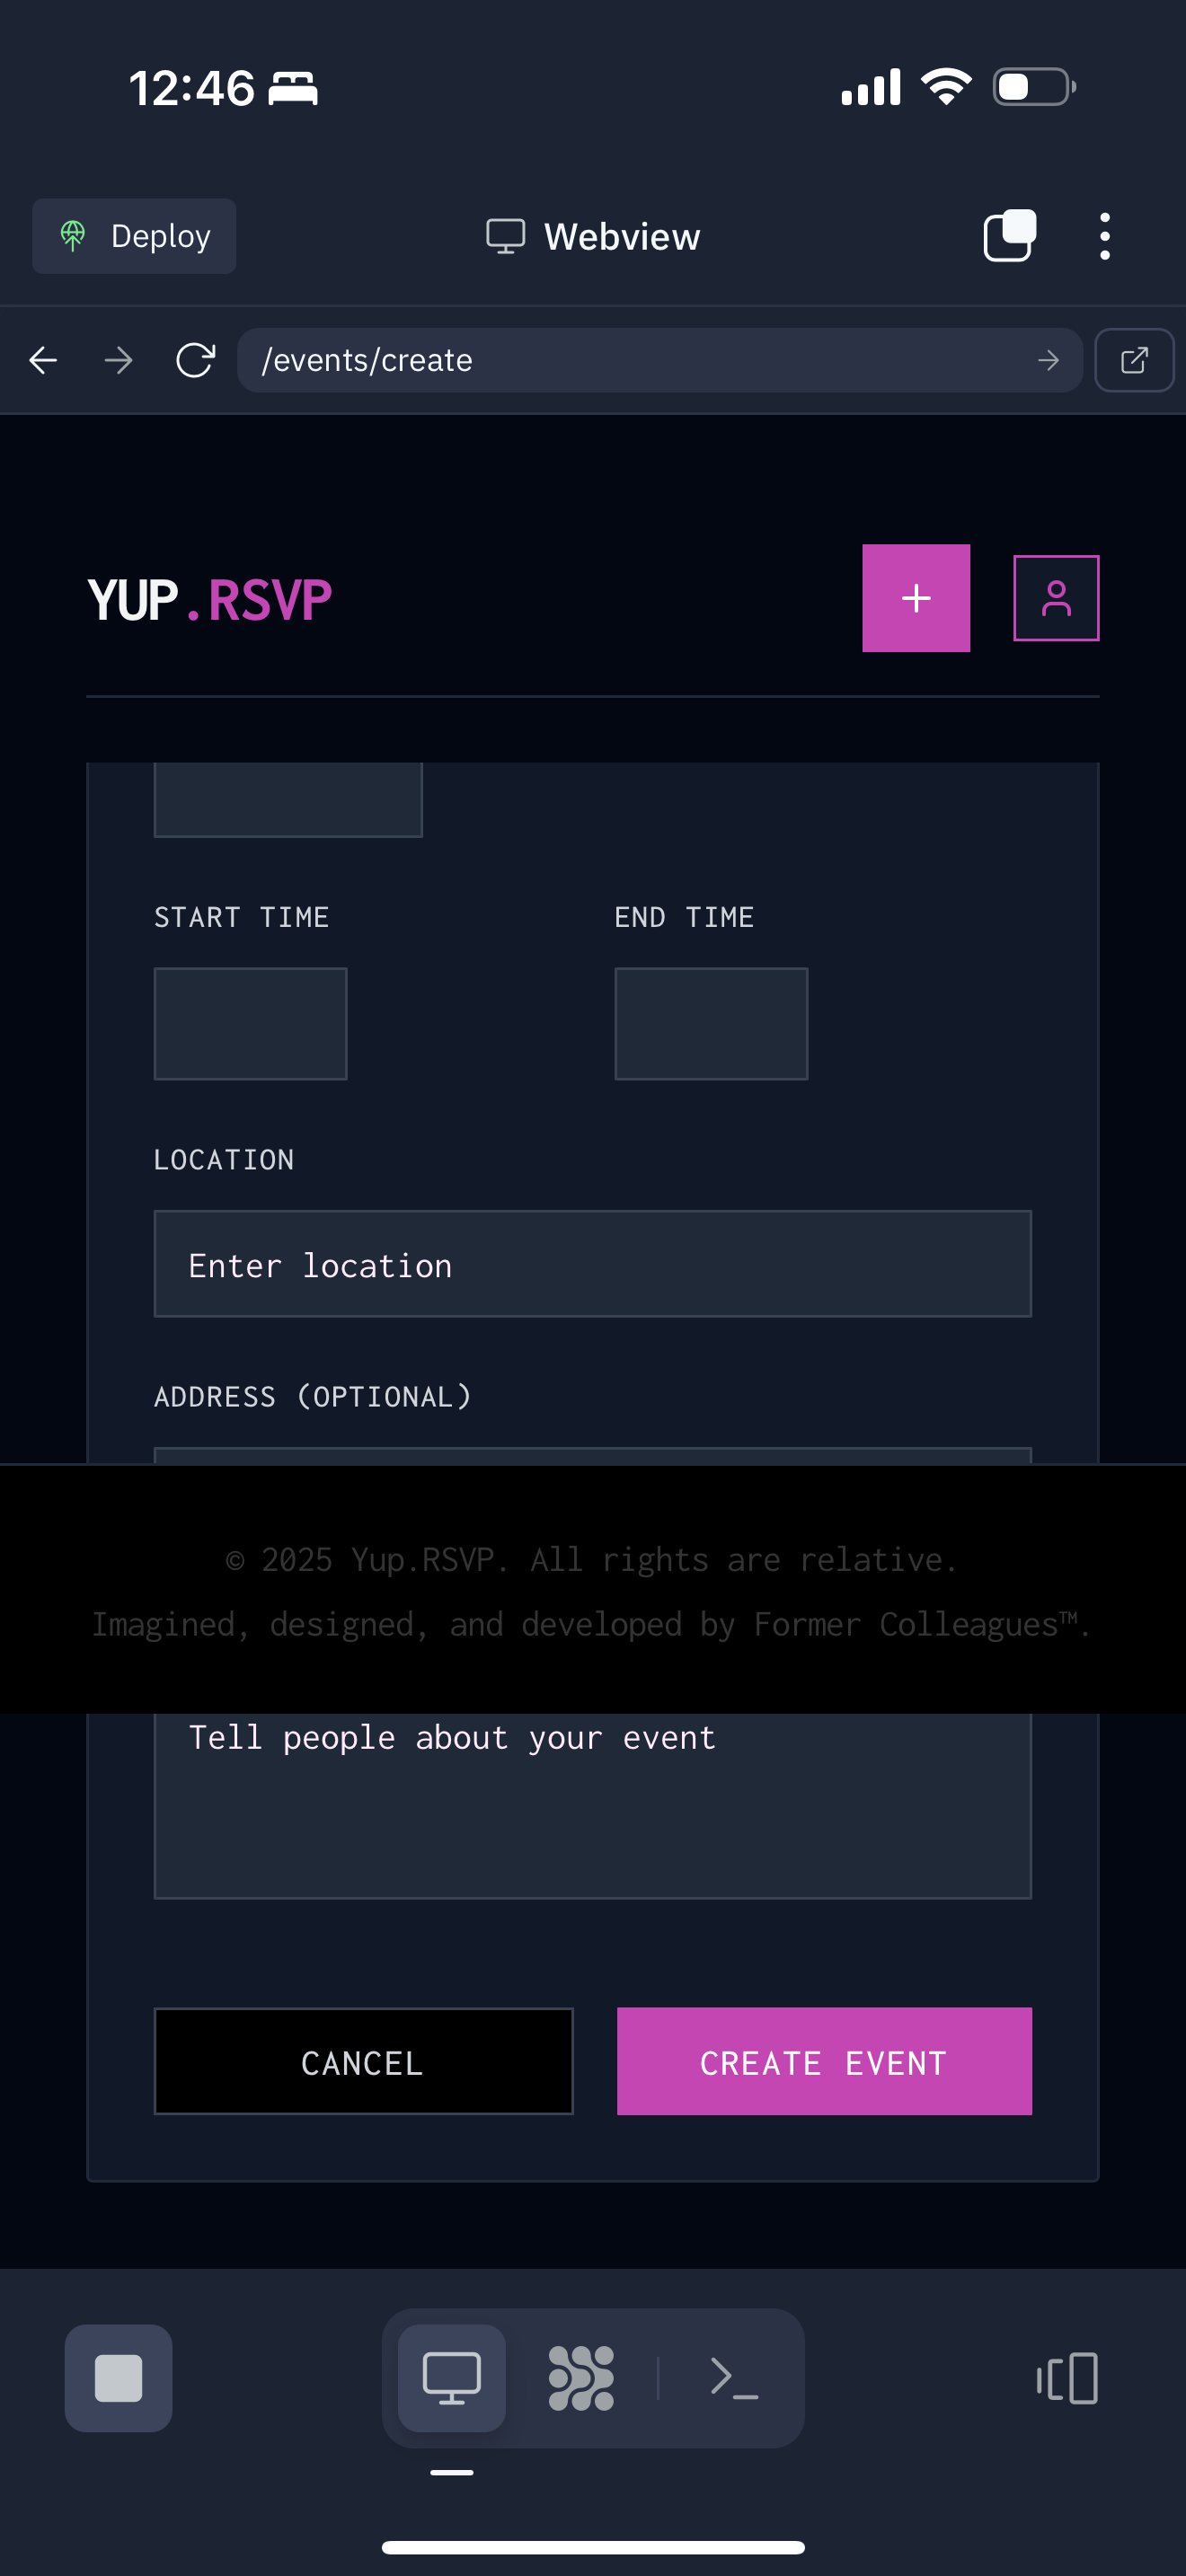 12:46
Deploy
Webview
/events/create
YUP.RSVP
START TIME END TIME
LOCATION
Enter location
ADDRESS (OPTIONAL)
© 2025 Yup.RSVP. All rights are relative.
Imagined, designed, and developed by Former Colleagues™.
Tell people about your event
CANCEL CREATE EVENT